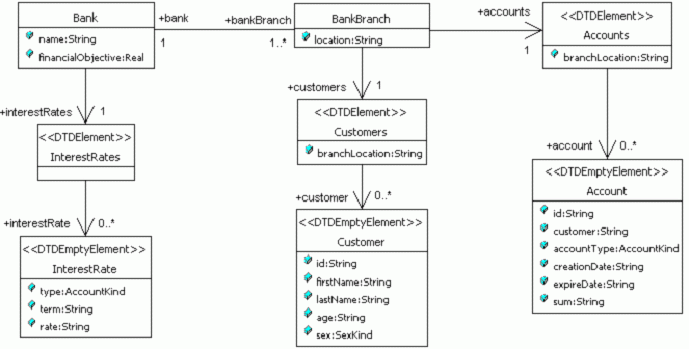 Bank
name:String
financialObjective:Real
+bank
1
+bankBranch
1..*
BankBranch
location:String
+accounts
1
<<DTDElement>>
Accounts
branchLocation:String
+interestRates
1
+customers
1
<<DTDElement>>
InterestRates
<<DTDElement>>
Customers
branchLocation:String
+account
0..*
+interestRate
0..*
+customer
0..*
<<DTDEmptyElement>>
InterestRate
type:AccountKind
term:String
rate:String
<<DTDEmptyElement>>
Customer
id:String
firstName:String
lastName:String
age:String
sex:SexKind
<<DTDEmptyElement>>
Account
id:String
customer:String
accountType:AccountKind
creationDate:String
expireDate:String
sum:String